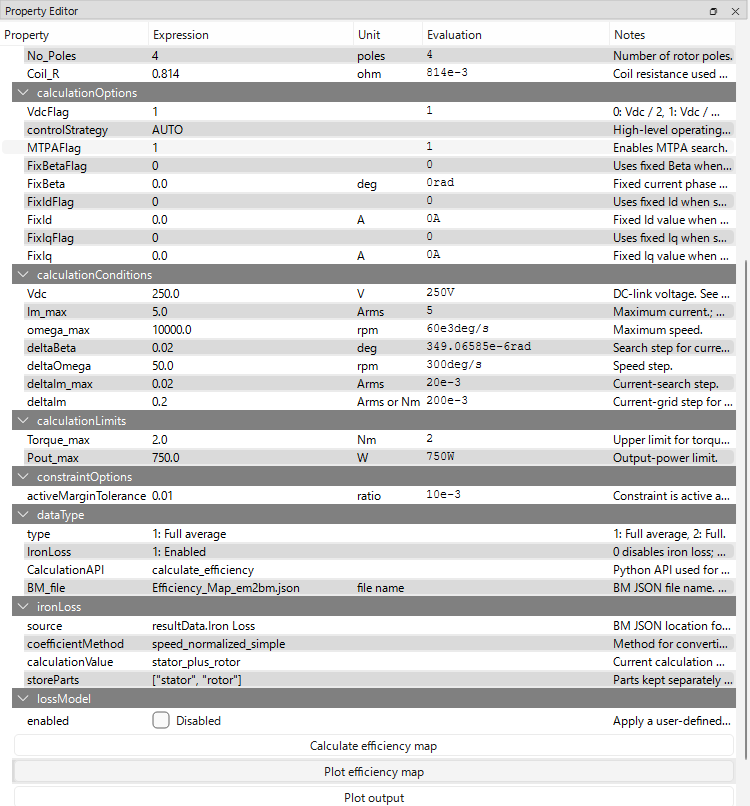 Property Editor
Property Expression Unit Evaluation Notes
No_Poles 4 poles 4 Number of rotor poles.
Coil_R 0.814 ohm 814e-3 Coil resistance used ...
calculationOptions
VdcFlag 1 1 0: Vdc / 2, 1: Vdc / ...
controlStrategy AUTO High-level operating...
MTPAFlag 1 1 Enables MTPA search.
FixBetaFlag 0 0 Uses fixed Beta when...
FixBeta 0.0 deg 0rad Fixed current phase ...
FixIdFlag 0 0 Uses fixed Id when s...
FixId 0.0 A 0A Fixed Id value when ...
FixIqFlag 0 0 Uses fixed Iq when s...
FixIq 0.0 A 0A Fixed Iq value when ...
calculationConditions
Vdc 250.0 V 250V DC-link voltage. See ...
Im_max 5.0 Arms 5 Maximum current.; ...
omega_max 10000.0 rpm 60e3deg/s Maximum speed.
deltaBeta 0.02 deg 349.06585e-6rad Search step for curre...
deltaOmega 50.0 rpm 300deg/s Speed step.
deltaIm_max 0.02 Arms 20e-3 Current-search step.
deltaIm 0.2 Arms or Nm 200e-3 Current-grid step for ...
calculationLimits
Torque_max 2.0 Nm 2 Upper limit for torqu...
Pout_max 750.0 W 750W Output-power limit.
constraintOptions
activeMarginTolerance 0.01 ratio 10e-3 Constraint is active a...
dataType
type 1: Full average 1: Full average, 2: Full.
IronLoss 1: Enabled 0 disables iron loss; ...
CalculationAPI calculate_efficiency Python API used for ...
BM_file Efficiency_Map_em2bm.json file name BM JSON file name. ...
ironLoss
source resultData.Iron Loss BM JSON location fo...
coefficientMethod speed_normalized_simple Method for converti...
calculationValue stator_plus_rotor Current calculation ...
storeParts ["stator", "rotor"] Parts kept separately ...
lossModel
enabled Disabled Apply a user-defined...
Calculate efficiency map
Plot efficiency map
Plot output